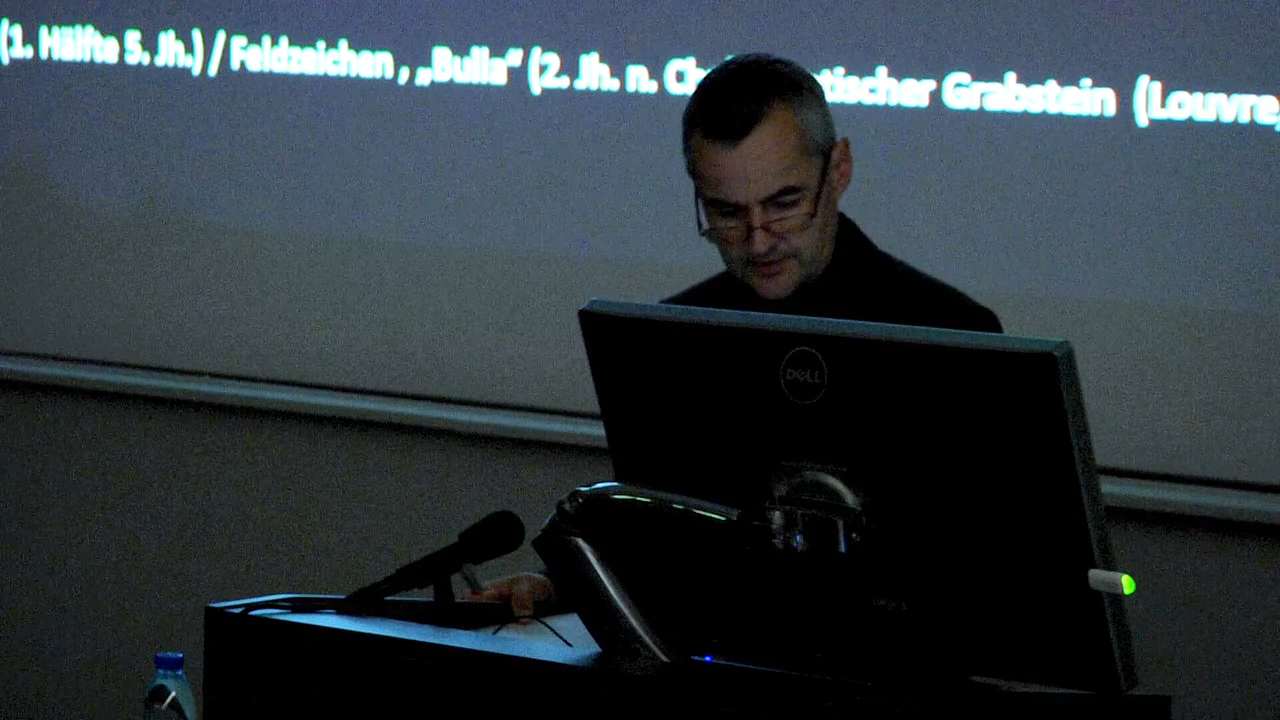 (1. Hälfte 5. Jh.) / Feldzeichen , „Bulla“ (2. Jh. n. Ch tischer Grabstein (Louvre,
DELL